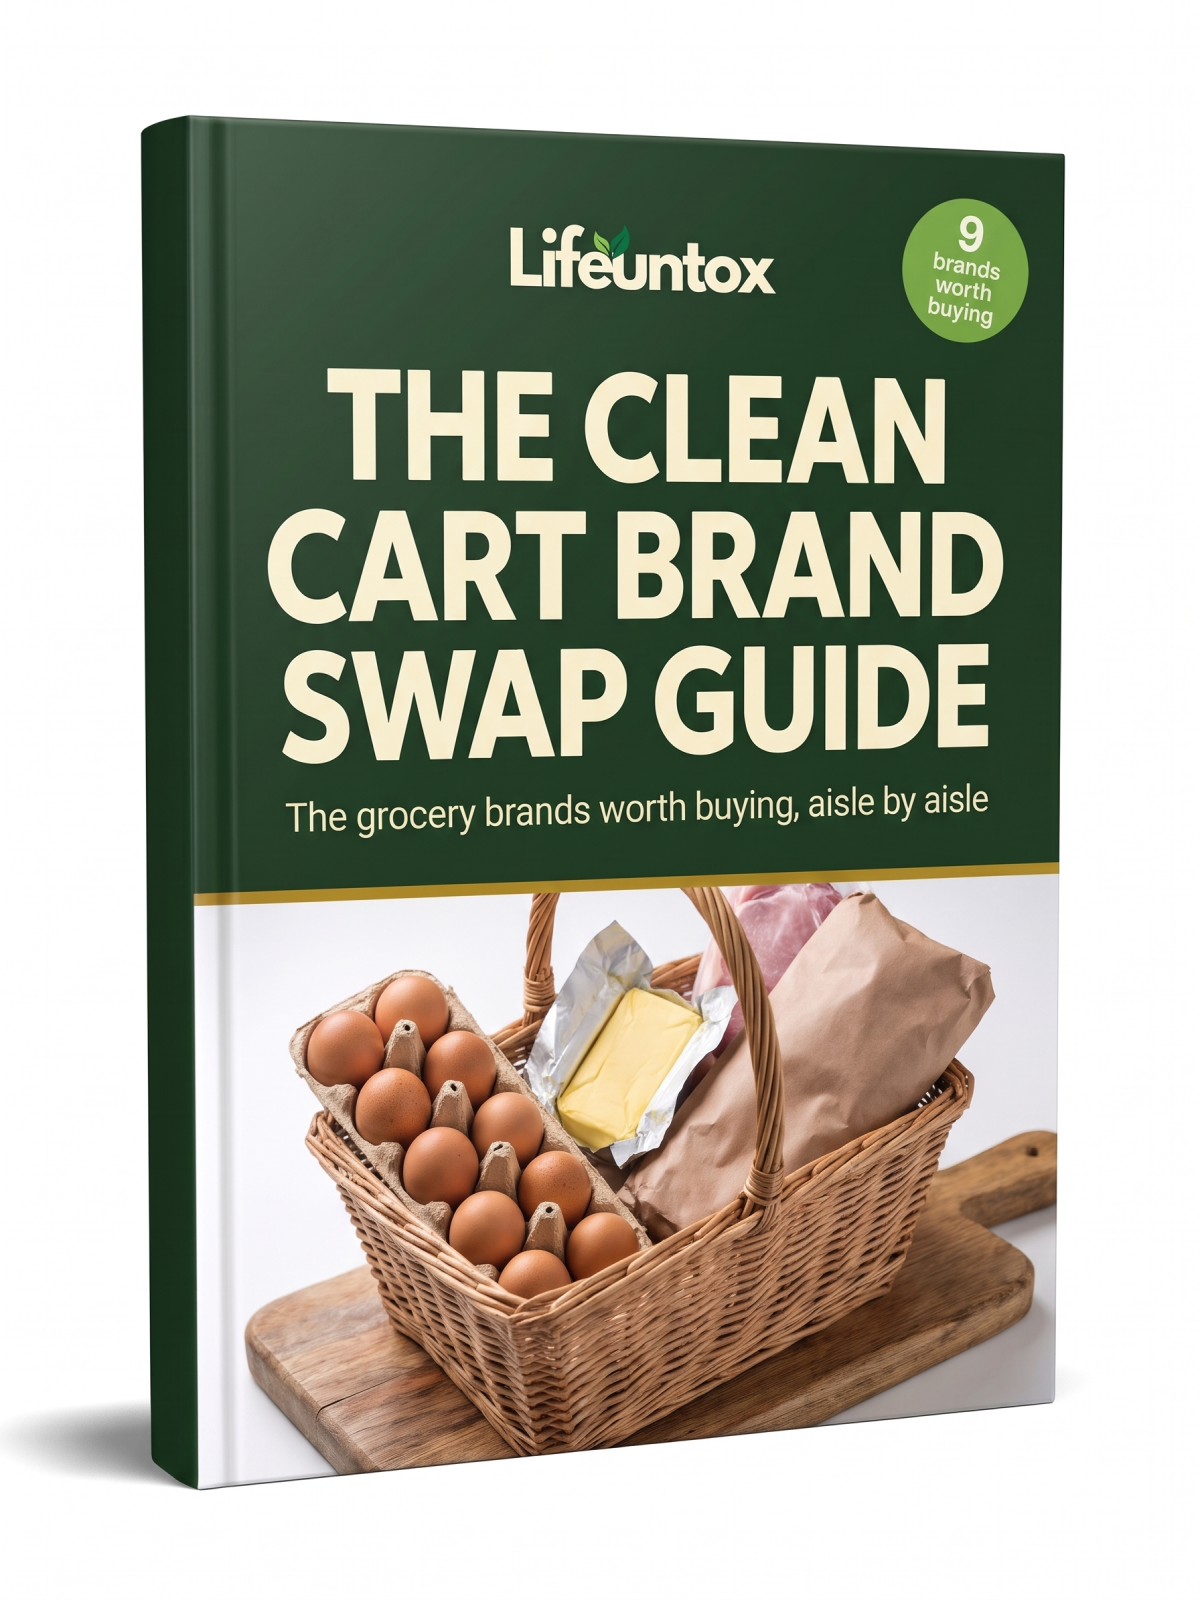 Lifeuntox
9
brands
worth
buying
THE CLEAN
CART BRAND
SWAP GUIDE
The grocery brands worth buying, aisle by aisle